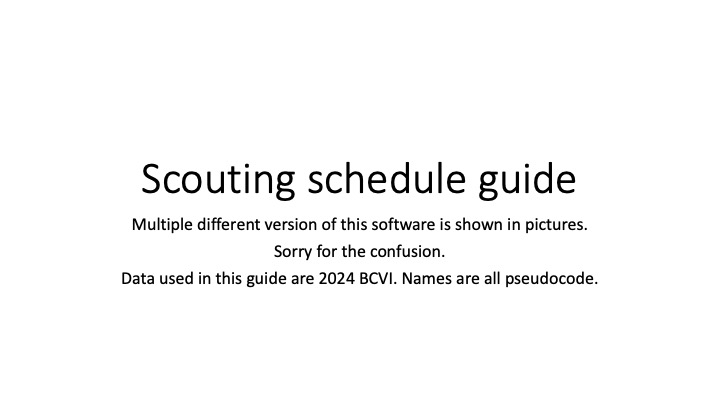 Scouting schedule guide
Multiple different version of this software is shown in pictures.
Sorry for the confusion.
Data used in this guide are 2024 BCVI. Names are all pseudocode.